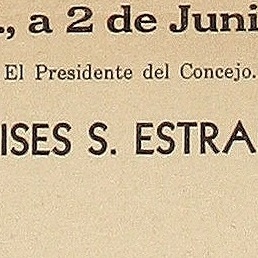 ., a 2 de Juni
El Presidente del Concejo.
ISES S. ESTRA